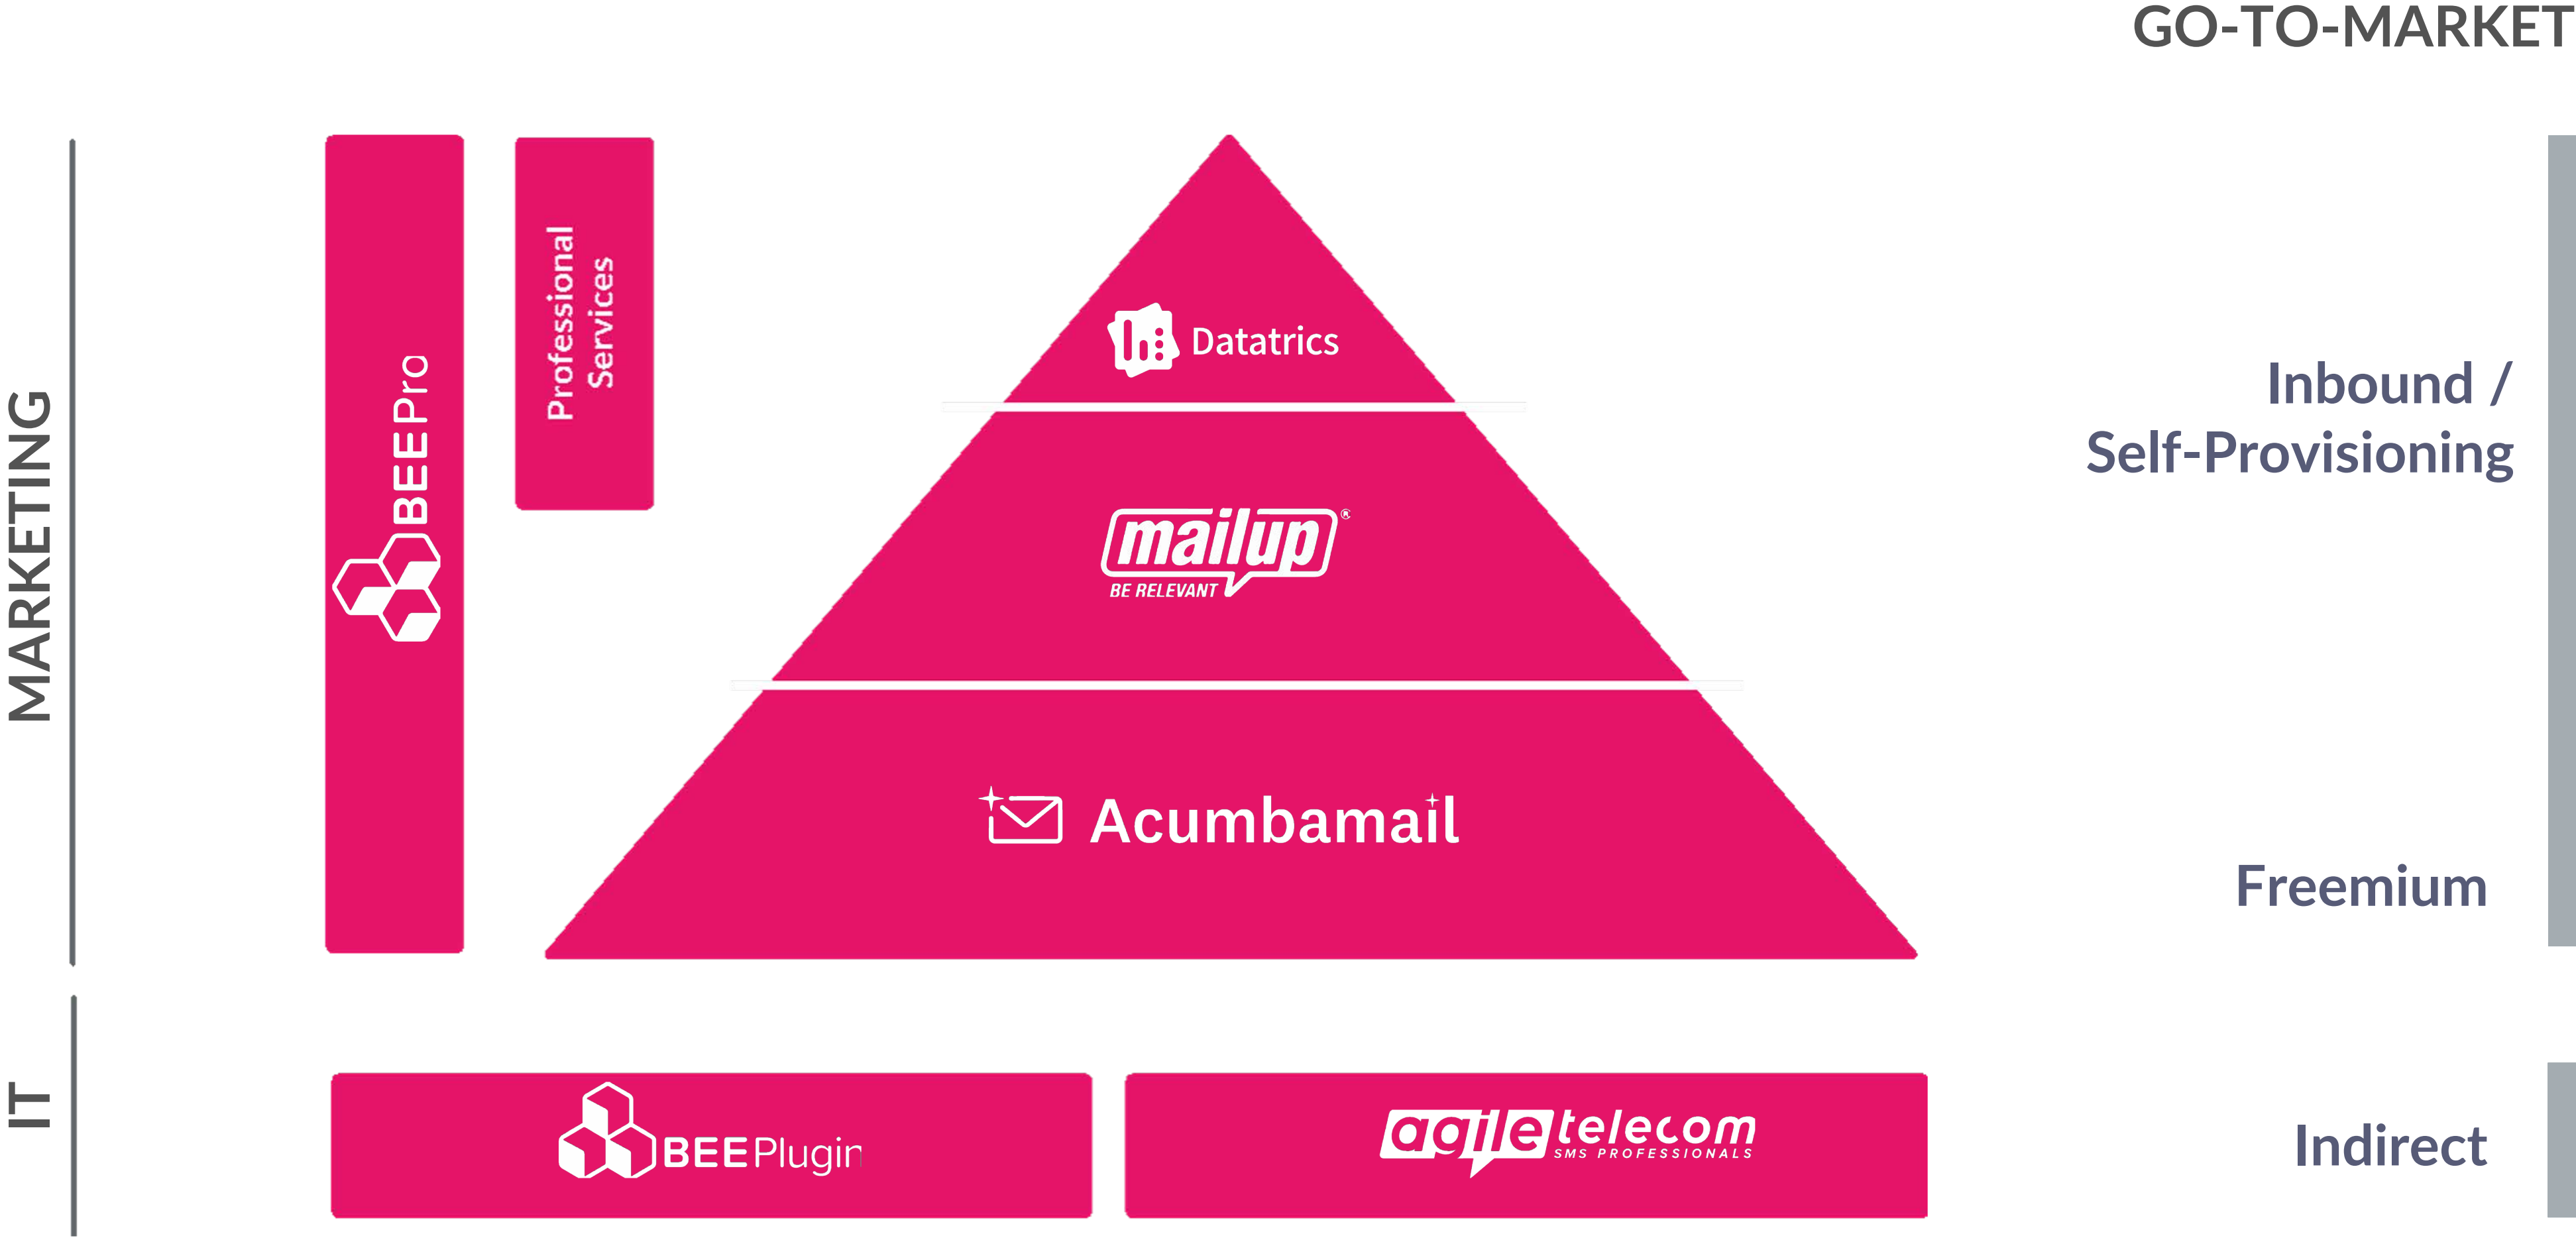 GO-TO-MARKET
MARKETING
BEEPro
Professional
Services
Datatrics
mailup®
BE RELEVANT
Acumbamail
Inbound /
Self-Provisioning
Freemium
IT
BEEPlugin
agiletelecom
SMS PROFESSIONALS
Indirect